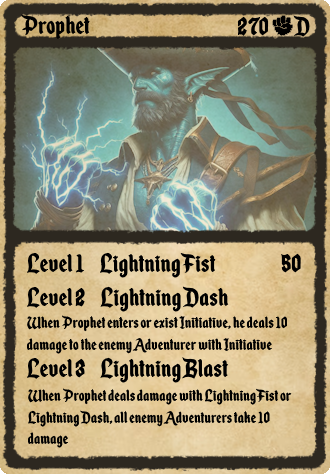 Prophet 270 D
Level 1 Lightning Fist 50
Level 2 Lightning Dash
When Prophet enters or exist Initiative, he deals 10
damage to the enemy Adventurer with Initiative
Level 3 Lightning Blast
When Prophet deals damage with Lightning Fist or
Lightning Dash, all enemy Adventurers take 10
damage